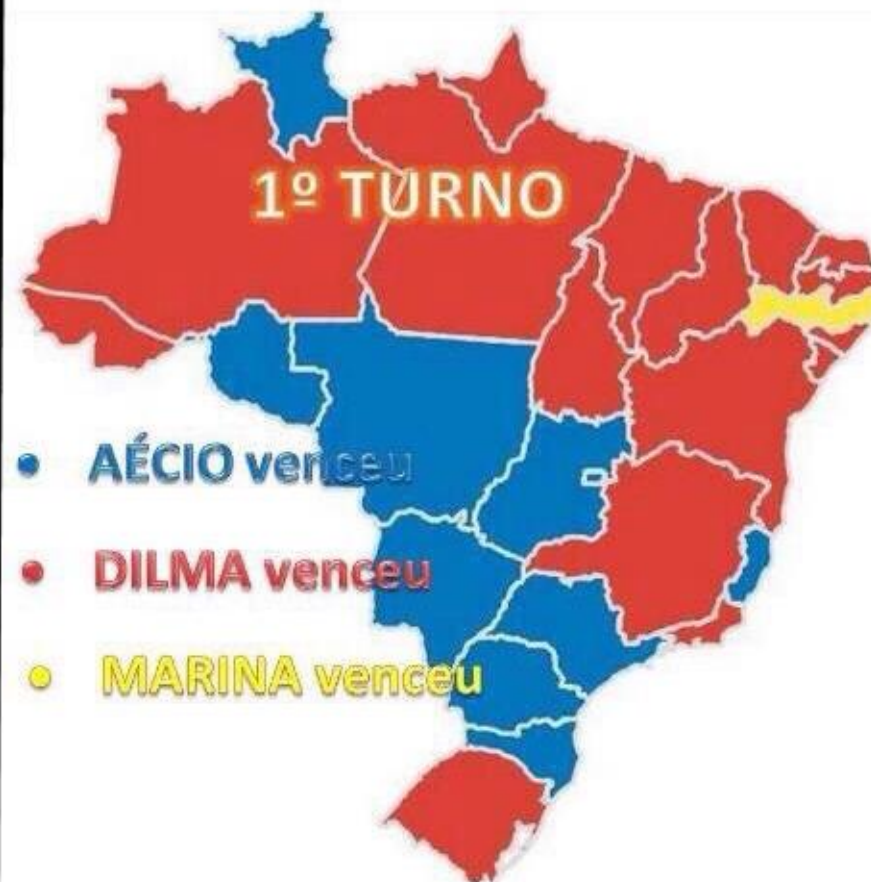 1º TURNO
• AÉCIO venceu
• DILMA venceu
• MARINA venceu